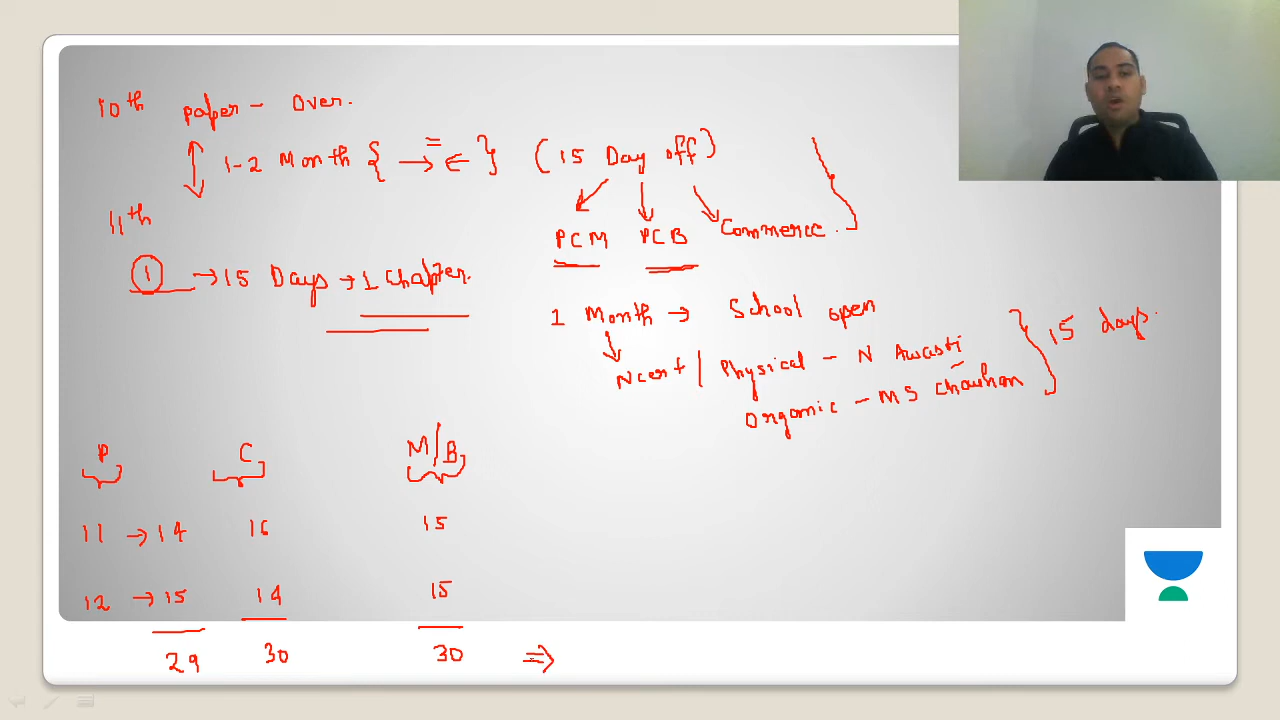 10th paper - Over.
1-2 Month { → ∈ } (15 Day off)
11th
PCM PCB Commerce.
① → 15 Days → 1 Chapter.
1 Month → School open
Ncert | Physical - N Awasti
Organic - MS Chouhan } 15 days.
P C M/B
11 → 14 16 15
12 → 15 14 15
29 30 30 ⇒